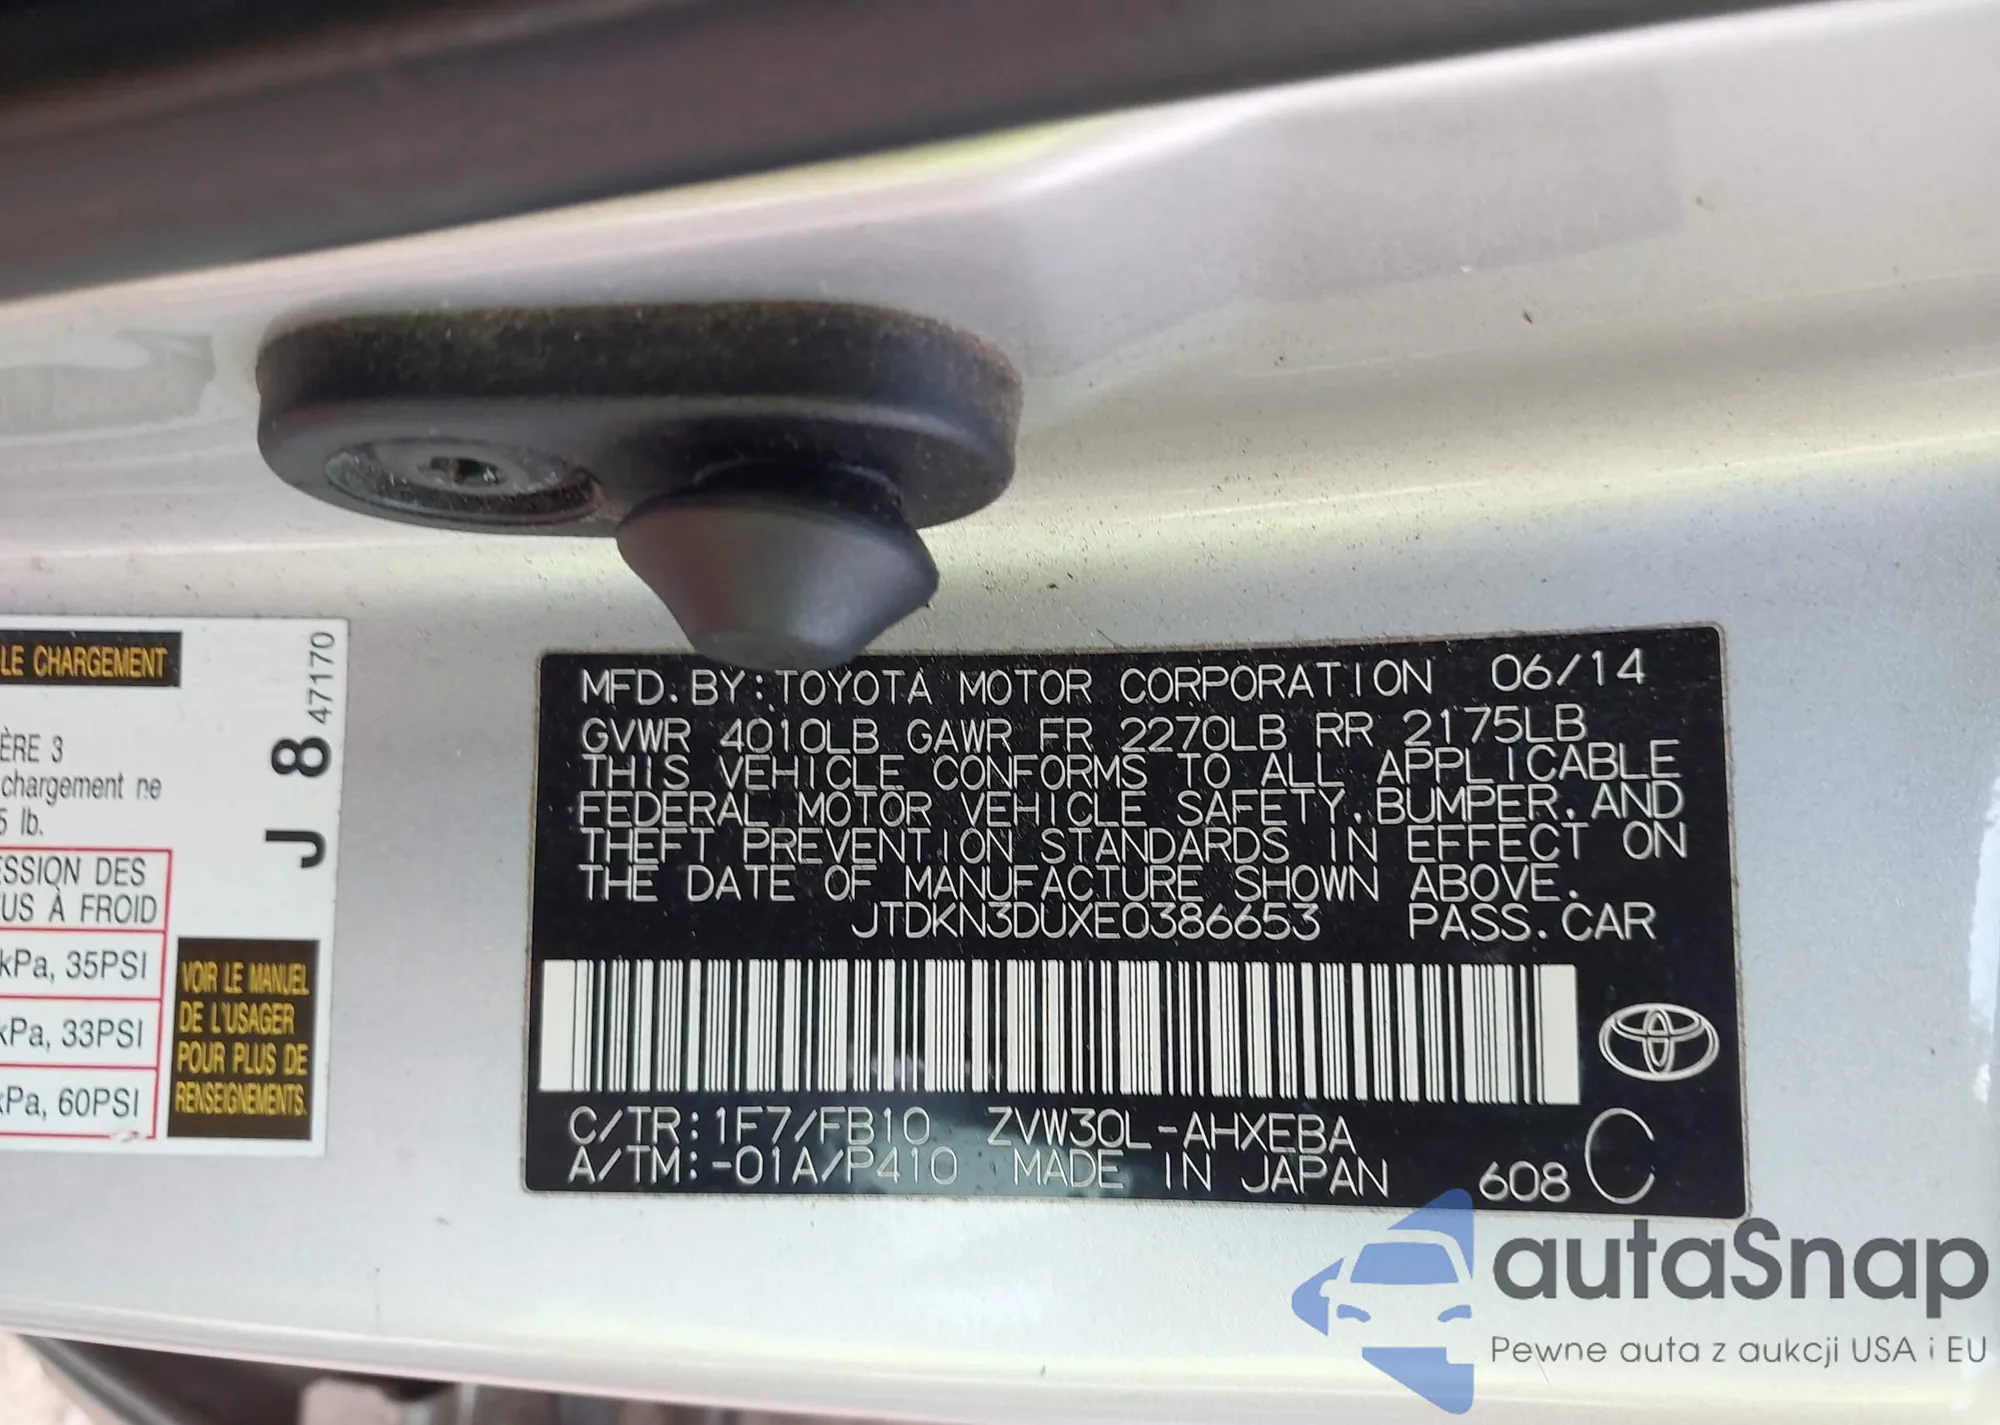 LE CHARGEMENT
ÈRE 3
chargement ne
5 lb.
SSION DES
US À FROID
kPa, 35PSI
kPa, 33PSI
kPa, 60PSI
VOIR LE MANUEL
DE L'USAGER
POUR PLUS DE
RENSEIGNEMENTS.
J 8 47170
MFD. BY: TOYOTA MOTOR CORPORATION 06/14
GVWR 4010LB GAWR FR 2270LB RR 2175LB
THIS VEHICLE CONFORMS TO ALL APPLICABLE
FEDERAL MOTOR VEHICLE SAFETY, BUMPER, AND
THEFT PREVENTION STANDARDS IN EFFECT ON
THE DATE OF MANUFACTURE SHOWN ABOVE.
JTDKN3DUXE0386653 PASS. CAR
C/TR: 1F7/FB10 ZVW30L-AHXEBA
A/TM: -01A/P410 MADE IN JAPAN 608 C
autaSnap
Pewne auta z aukcji USA i EU